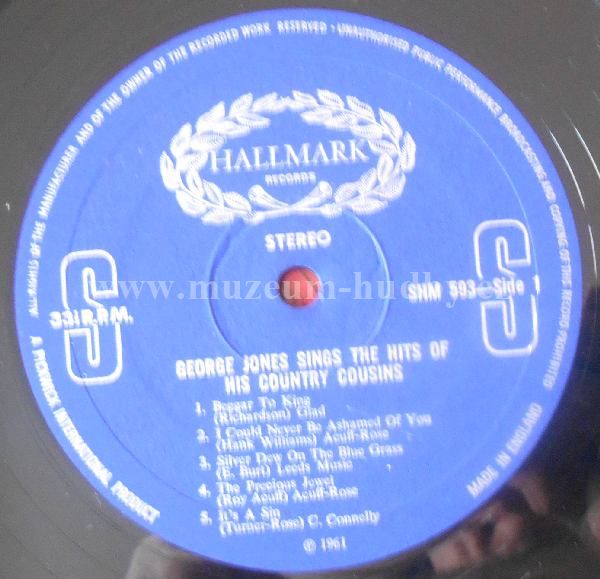 ALL RIGHTS OF THE MANUFACTURER AND OF THE OWNER OF THE RECORDED WORK RESERVED · UNAUTHORISED PUBLIC PERFORMANCE BROADCASTING AND COPYING OF THIS RECORD PROHIBITED
HALLMARK
RECORDS
STEREO
S
S
33⅓ R.P.M.
SHM 593 Side 1
www.muzeum-hudby
GEORGE JONES SINGS THE HITS OF
HIS COUNTRY COUSINS
1. Beggar To King
(Richardson) Glad
2. I Could Never Be Ashamed Of You
(Hank Williams) Acuff-Rose
3. Silver Dew On The Blue Grass
(E. Burt) Leeds Music
4. The Precious Jewel
(Roy Acuff) Acuff-Rose
5. It's A Sin
(Turner-Rose) C. Connelly
℗ 1961
A PICKWICK INTERNATIONAL PRODUCT
MADE IN ENGLAND